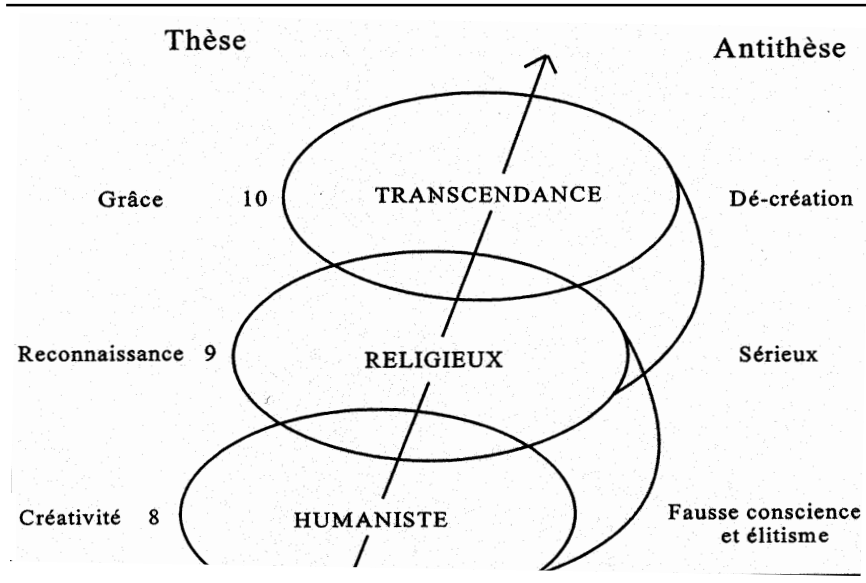 Thèse Antithèse
Grâce 10 TRANSCENDANCE Dé-création
Reconnaissance 9 RELIGIEUX Sérieux
Créativité 8 HUMANISTE Fausse conscience
et élitisme